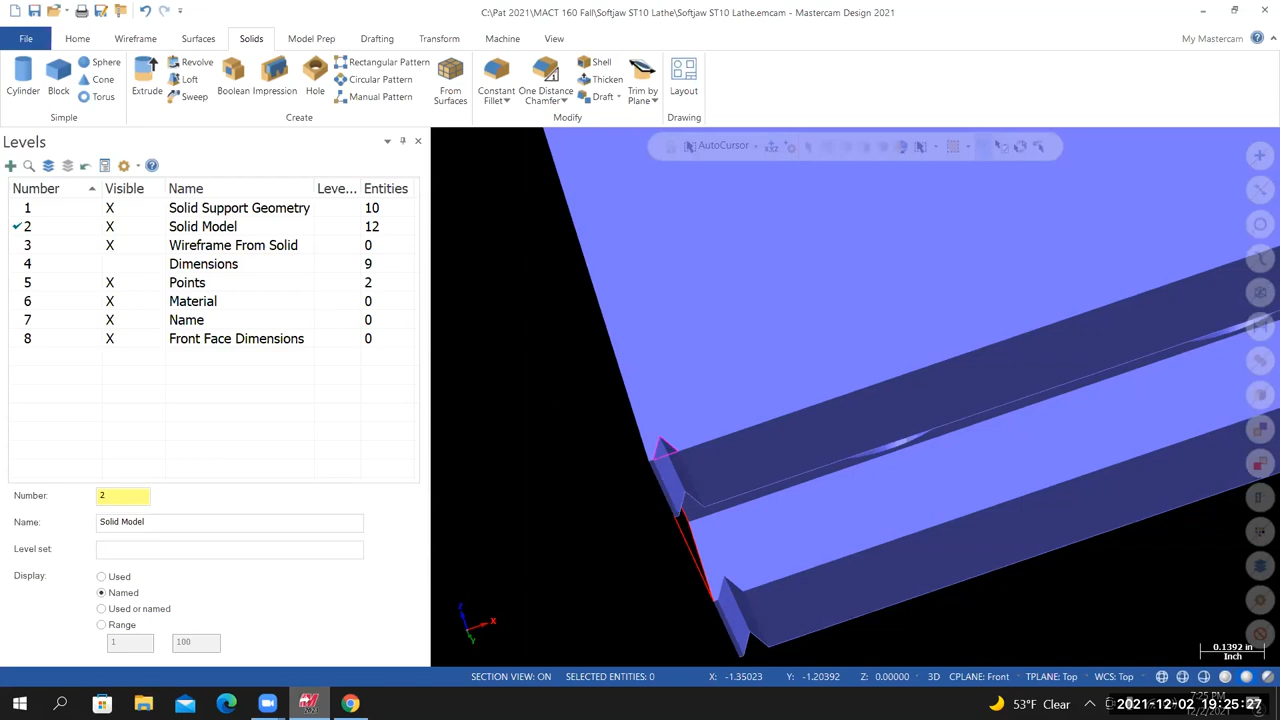 C:\Pat 2021\MACT 160 Fall\Softjaw ST10 Lathe\Softjaw ST10 Lathe.emcam - Mastercam Design 2021
File Home Wireframe Surfaces Solids Model Prep Drafting Transform Machine View My Mastercam
Cylinder Block Sphere Cone Torus
Simple
Extrude Revolve Loft Sweep Boolean Impression Hole Rectangular Pattern Circular Pattern Manual Pattern From Surfaces
Create
Constant Fillet One Distance Chamfer Shell Thicken Draft Trim by Plane
Modify
Layout
Drawing
Levels
AutoCursor
Number Visible Name Leve... Entities
1 X Solid Support Geometry 10
2 X Solid Model 12
3 X Wireframe From Solid 0
4 Dimensions 9
5 X Points 2
6 X Material 0
7 X Name 0
8 X Front Face Dimensions 0
Number: 2
Name: Solid Model
Level set:
Display: Used
Named
Used or named
Range
1 100
Z X Y
0.1392 in
Inch
SECTION VIEW: ON SELECTED ENTITIES: 0 X: -1.35023 Y: -1.20392 Z: 0.00000 3D CPLANE: Front TPLANE: Top WCS: Top
53°F Clear
7:25 PM
2021-12-02 19:25:27
12/2/2021